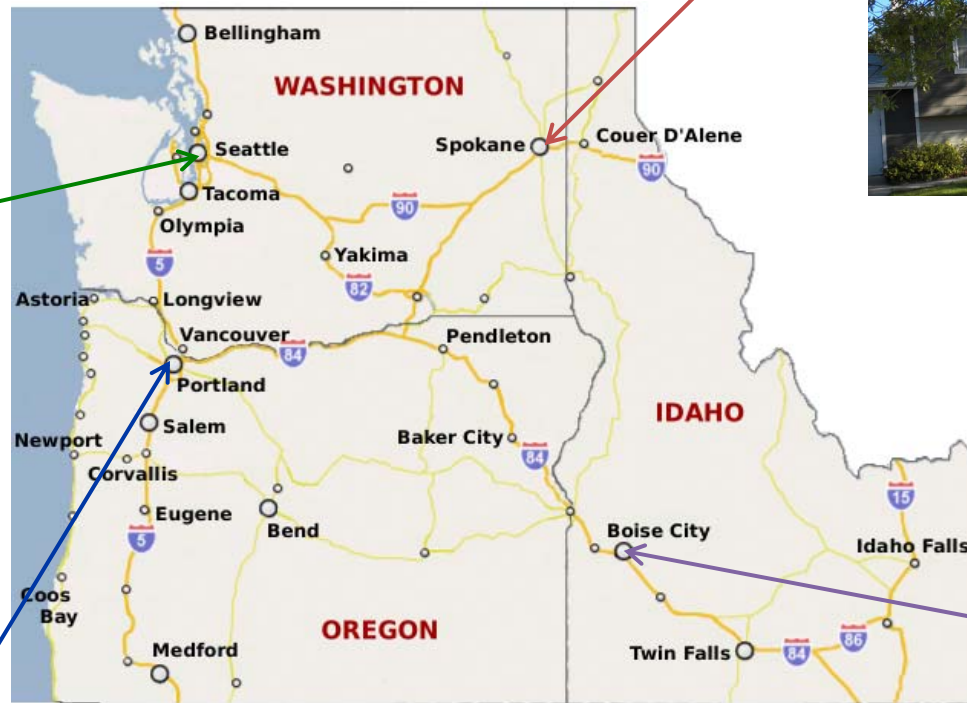 Bellingham
WASHINGTON
Spokane
Couer D'Alene
Seattle
90
Tacoma
90
Olympia
Yakima
5
82
Astoria
Longview
Vancouver
Pendleton
84
Portland
IDAHO
Salem
Newport
Baker City
84
Corvallis
15
Eugene
Bend
Boise City
5
Idaho Falls
Coos
Bay
OREGON
86
Medford
Twin Falls
84